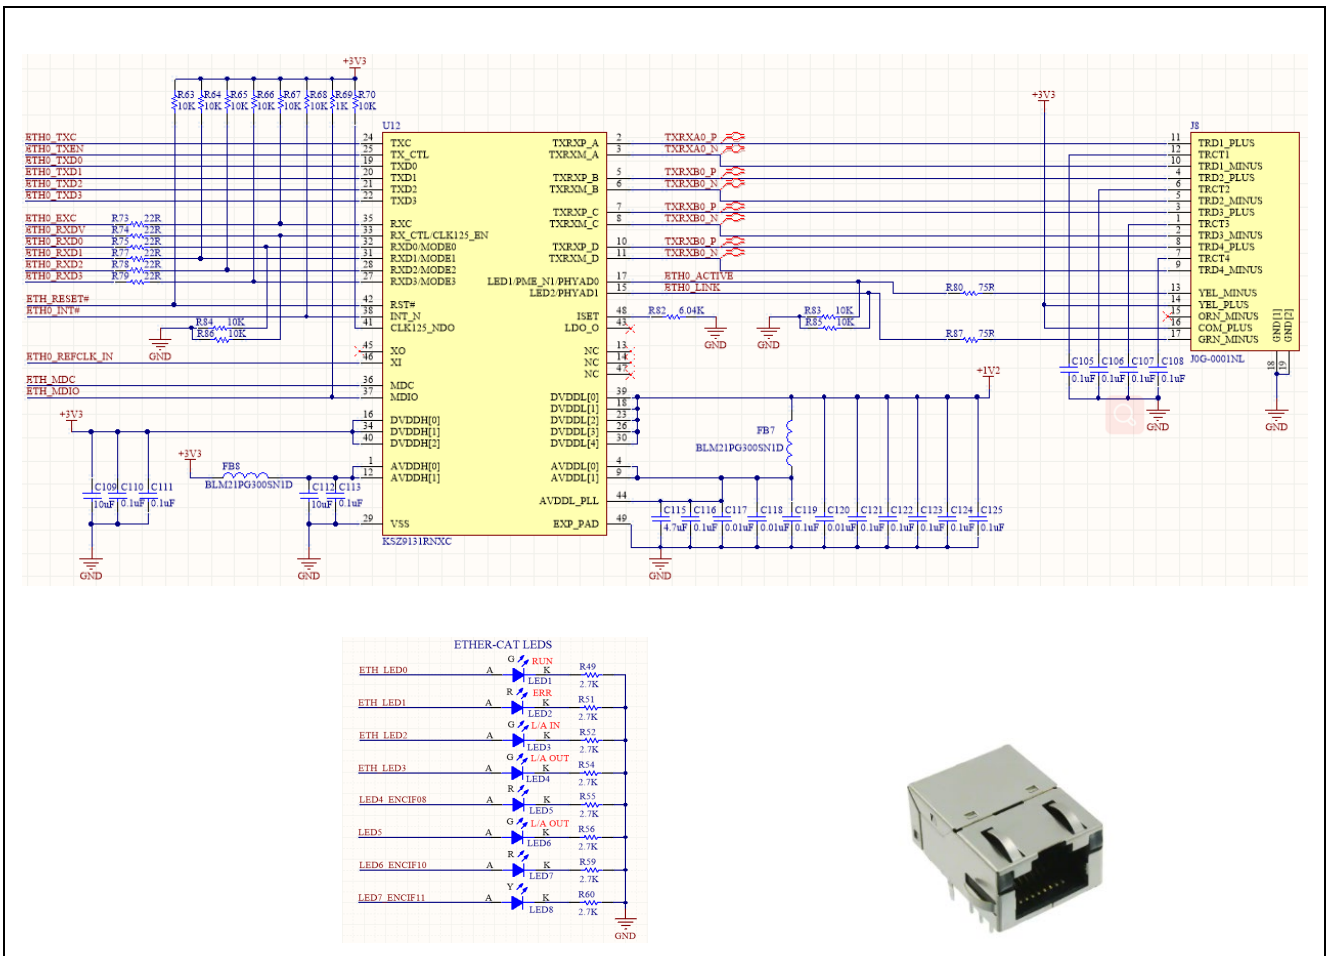 +3V3
R63 R64 R65 R66 R67 R68 R69 R70
10K 10K 10K 10K 10K 10K 1K 10K
+3V3
U12
J8
ETH0_TXC 24 TXC TXRXP_A 2 TXRXA0_P 11 TRD1_PLUS
ETH0_TXEN 25 TX_CTL TXRXM_A 3 TXRXA0_N 12 TRCT1
ETH0_TXD0 19 TXD0 10 TRD1_MINUS
ETH0_TXD1 20 TXD1 TXRXP_B 5 TXRXB0_P 4 TRD2_PLUS
ETH0_TXD2 21 TXD2 TXRXM_B 6 TXRXB0_N 6 TRCT2
ETH0_TXD3 22 TXD3 5 TRD2_MINUS
TXRXP_C 7 TXRXB0_P 3 TRD3_PLUS
ETH0_EXC R73 22R 35 RXC TXRXM_C 8 TXRXB0_N 1 TRCT3
ETH0_RXDV R74 22R 33 RX_CTL/CLK125_EN 2 TRD3_MINUS
ETH0_RXD0 R75 22R 32 RXD0/MODE0 TXRXP_D 10 TXRXB0_P 8 TRD4_PLUS
ETH0_RXD1 R77 22R 31 RXD1/MODE1 TXRXM_D 11 TXRXB0_N 7 TRCT4
ETH0_RXD2 R78 22R 28 RXD2/MODE2 9 TRD4_MINUS
ETH0_RXD3 R79 22R 27 RXD3/MODE3 LED1/PME_N1/PHYAD0 17 ETH0_ACTIVE
LED2/PHYAD1 15 ETH0_LINK R80 75R 13 YEL_MINUS
ETH_RESET# 42 RST# 14 YEL_PLUS
ETH0_INT# 38 INT_N ISET 48 R82 6.04K R83 10K 15 ORN_MINUS
R84 10K 41 CLK125_NDO LDO_O 43 R85 10K 16 COM_PLUS
R86 10K R87 75R 17 GRN_MINUS
GND GND GND
GND[1] GND[2]
18 19
J0G-0001NL
45 XO NC 13
ETH0_REFCLK_IN 46 XI NC 14
NC 47
C105 C106 C107 C108
0.1uF 0.1uF 0.1uF 0.1uF
GND GND
ETH_MDC 36 MDC
ETH_MDIO 37 MDIO DVDDL[0] 39 +1V2
DVDDL[1] 18
+3V3 16 DVDDH[0] DVDDL[2] 23
34 DVDDH[1] DVDDL[3] 26 FB7
40 DVDDH[2] DVDDL[4] 30 BLM21PG300SN1D
+3V3
FB8 1 AVDDH[0] AVDDL[0] 4
BLM21PG300SN1D 12 AVDDH[1] AVDDL[1] 9
C109 C110 C111 C112 C113
10uF 0.1uF 0.1uF 10uF 0.1uF
AVDDL_PLL 44
C115 C116 C117 C118 C119 C120 C121 C122 C123 C124 C125
4.7uF 0.1uF 0.01uF 0.01uF 0.1uF 0.01uF 0.1uF 0.1uF 0.1uF 0.1uF 0.1uF
29 VSS EXP_PAD 49
KSZ9131RNXC
GND GND GND
ETHER-CAT LEDS
ETH LED0 A G RUN K LED1 R49 2.7K
ETH LED1 A R ERR K LED2 R51 2.7K
ETH LED2 A G L/A IN K LED3 R52 2.7K
ETH LED3 A G L/A OUT K LED4 R54 2.7K
LED4 ENCIF08 A R K LED5 R55 2.7K
LED5 A G L/A OUT K LED6 R56 2.7K
LED6 ENCIF10 A R K LED7 R59 2.7K
LED7 ENCIF11 A Y K LED8 R60 2.7K
GND